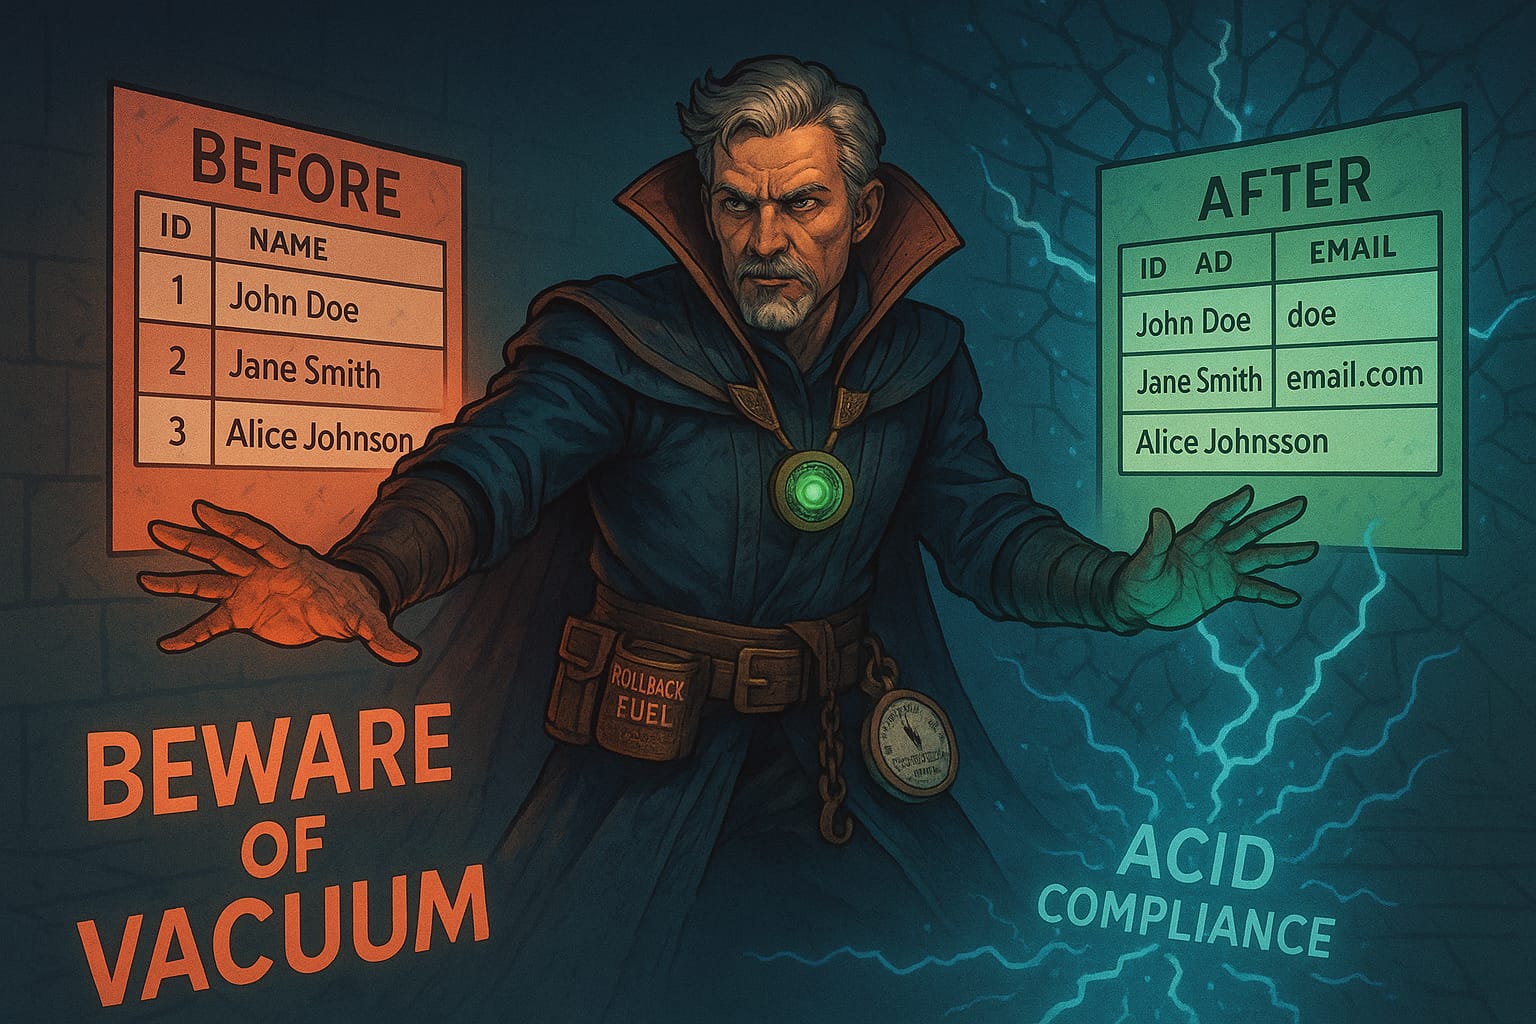 BEFORE
ID NAME
1 John Doe
2 Jane Smith
3 Alice Johnson
AFTER
ID AD EMAIL
John Doe doe
Jane Smith email.com
Alice Johnsson
ROLLBACK
FUEL
BEWARE
OF
VACUUM
ACID
COMPLIANCE